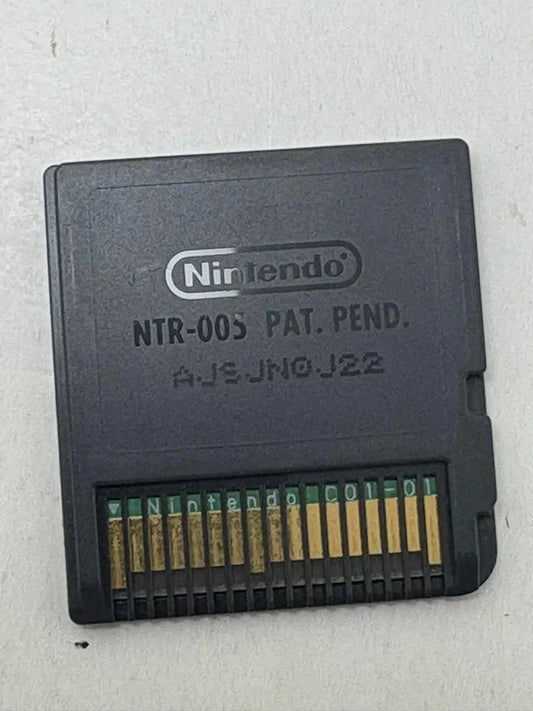 Nintendo®
NTR-005 PAT. PEND.
AJSJN0J22
▼ Nintendo C01-01